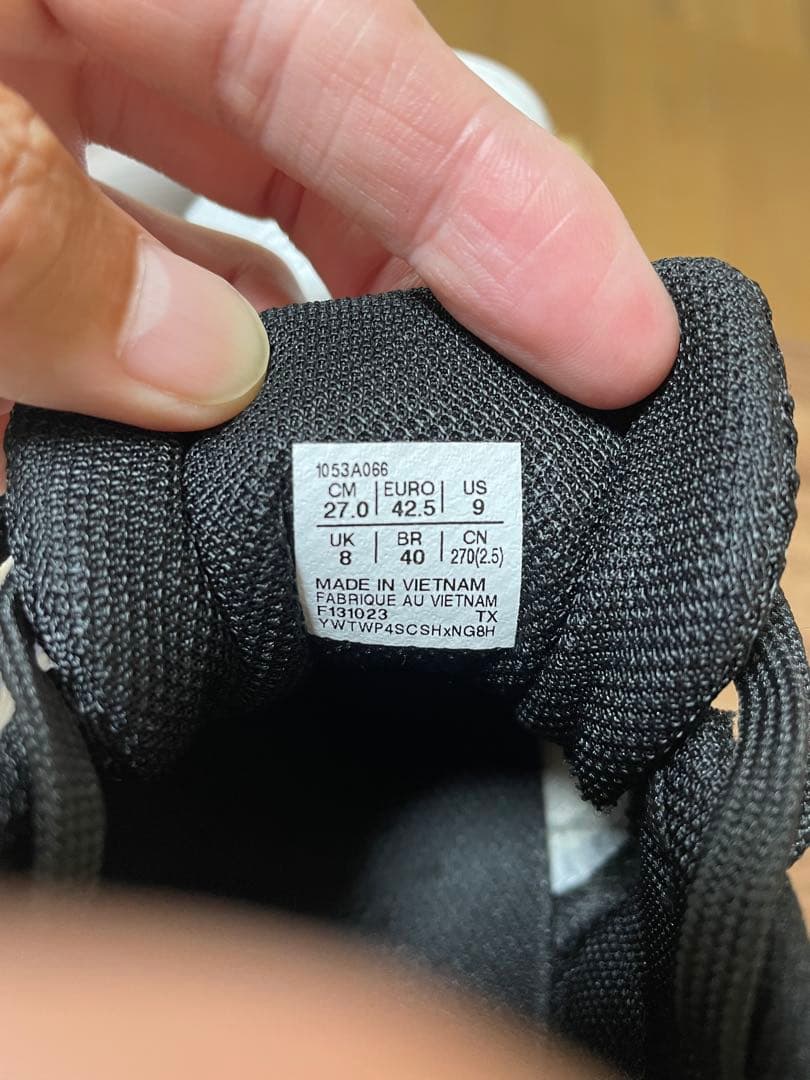 1053A066
CM | EURO | US
27.0 | 42.5 | 9
UK | BR | CN
8 | 40 | 270(2.5)
MADE IN VIETNAM
FABRIQUE AU VIETNAM
F131023 TX
YWTWP4SCSHxNG8H